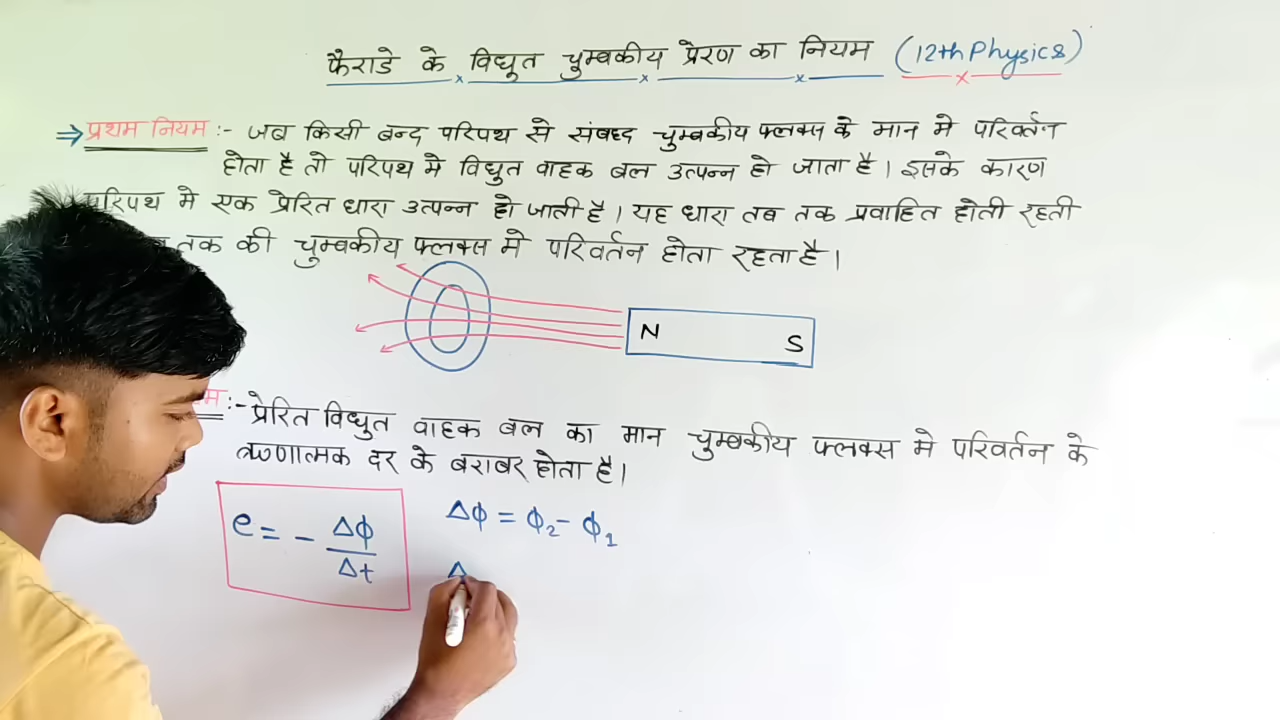 फैराडे के विद्युत चुम्बकीय प्रेरण का नियम (12th Physics)
प्रथम नियम :- जब किसी बन्द परिपथ से संबध्द चुम्बकीय फ्लक्स के मान मे परिवर्तन
होता है तो परिपथ मे विद्युत वाहक बल उत्पन्न हो जाता है। इसके कारण
परिपथ मे एक प्रेरित धारा उत्पन्न हो जाती है। यह धारा तब तक प्रवाहित होती रहती
तक की चुम्बकीय फ्लक्स मे परिवर्तन होता रहता है।
N S
:- प्रेरित विद्युत वाहक बल का मान चुम्बकीय फ्लक्स मे परिवर्तन के
ऋणात्मक दर के बराबर होता है।
e = - Δϕ/Δt
Δϕ = ϕ₂ - ϕ₁
Δ